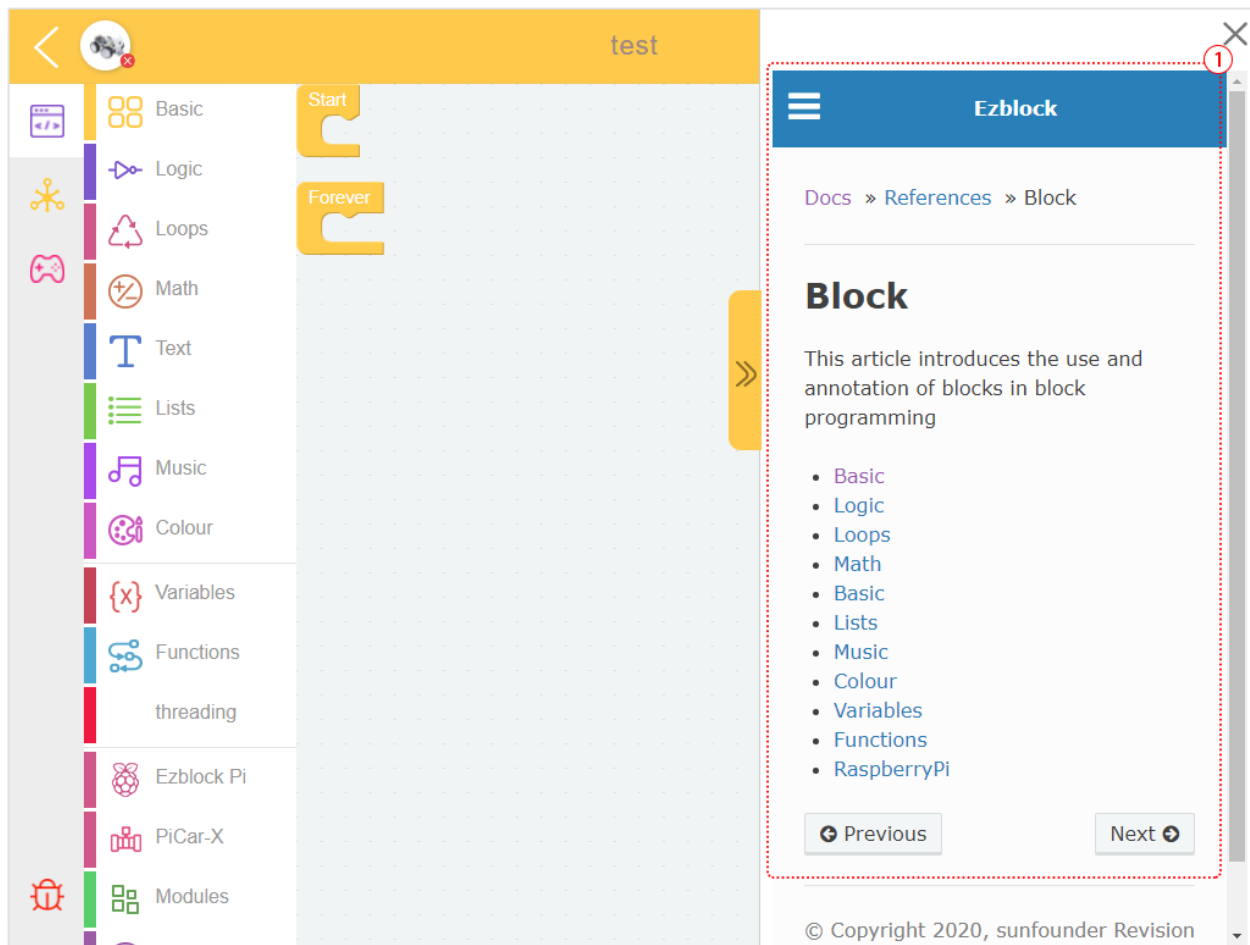 test
Basic
Logic
Loops
Math
Text
Lists
Music
Colour
Variables
Functions
threading
Ezblock Pi
PiCar-X
Modules
Start
Forever
1
Ezblock
Docs » References » Block
Block
This article introduces the use and
annotation of blocks in block
programming
Basic
Logic
Loops
Math
Basic
Lists
Music
Colour
Variables
Functions
RaspberryPi
Previous
Next
© Copyright 2020, sunfounder Revision